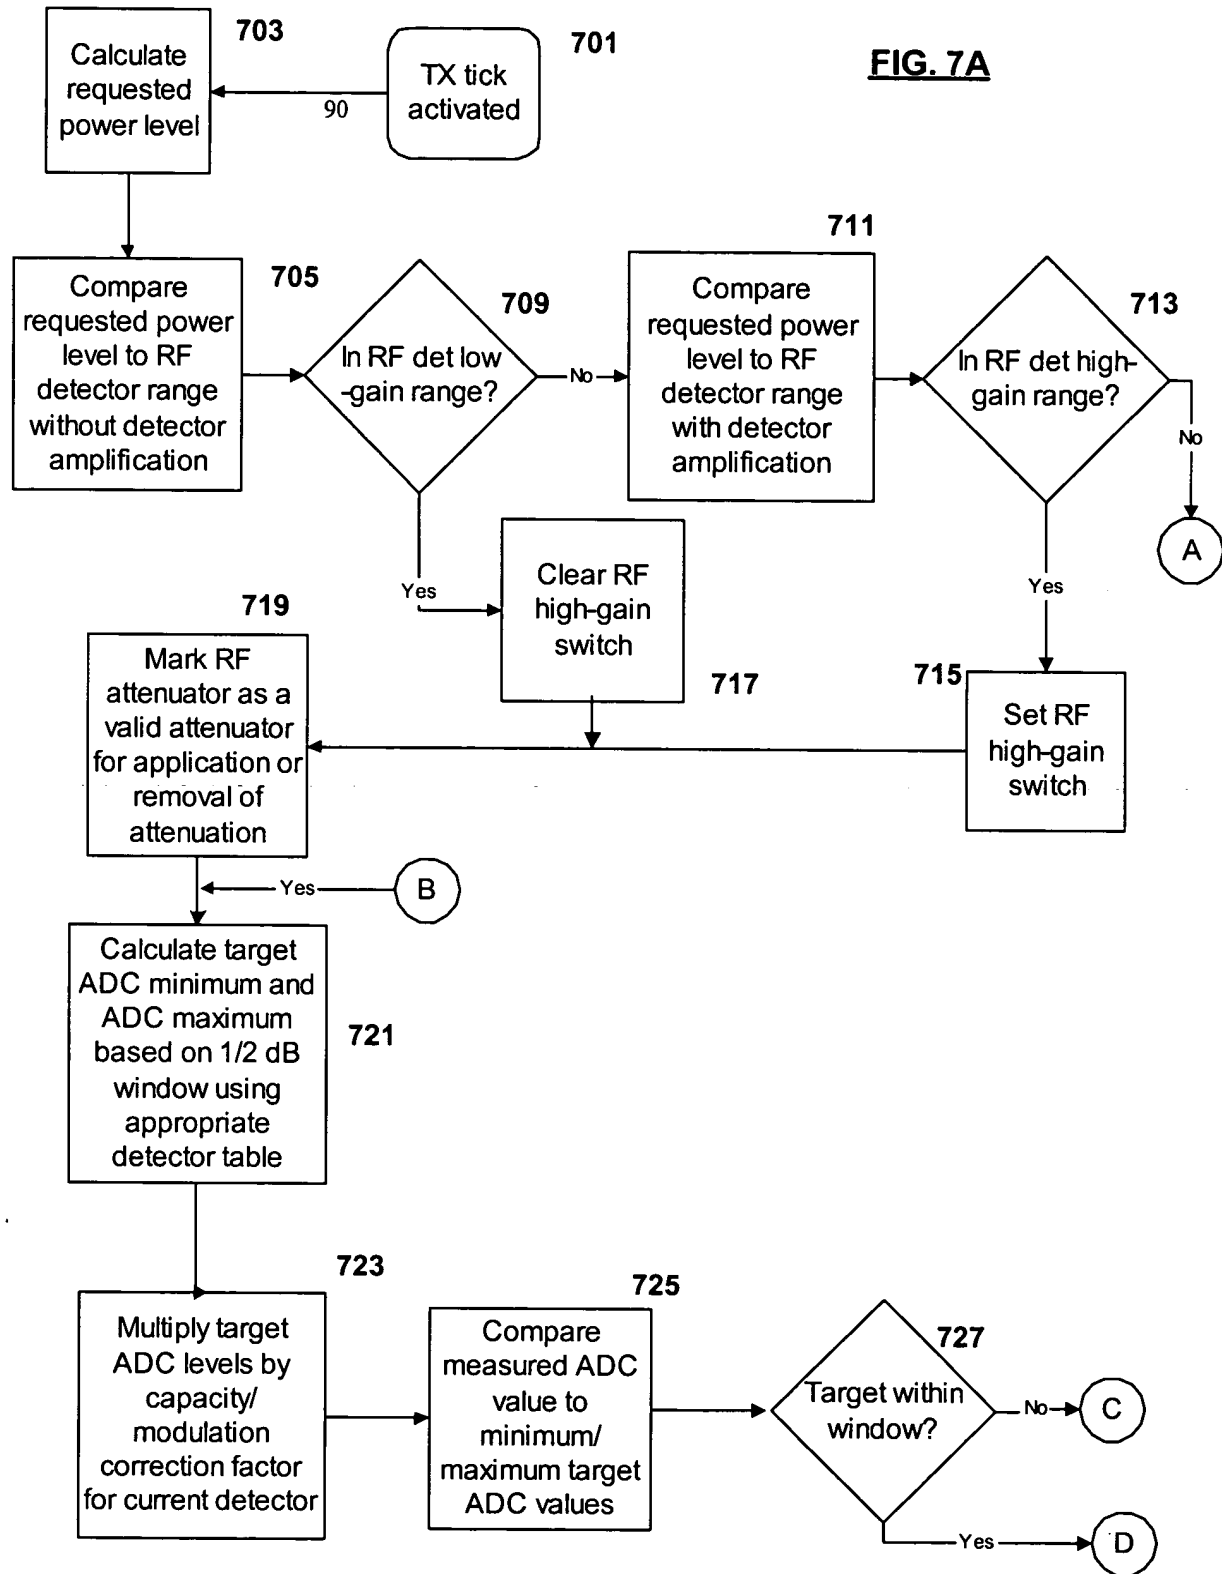 703
701
FIG. 7A
Calculate
requested
power level
90
TX tick
activated
705
709
711
713
Compare
requested power
level to RF
detector range
without detector
amplification
In RF det low
-gain range?
No
Compare
requested power
level to RF
detector range
with detector
amplification
In RF det high-
gain range?
No
A
Yes
Clear RF
high-gain
switch
717
Yes
715
Set RF
high-gain
switch
719
Mark RF
attenuator as a
valid attenuator
for application or
removal of
attenuation
Yes
B
Calculate target
ADC minimum and
ADC maximum
based on 1/2 dB
window using
appropriate
detector table
721
723
Multiply target
ADC levels by
capacity/
modulation
correction factor
for current detector
725
Compare
measured ADC
value to
minimum/
maximum target
ADC values
727
Target within
window?
No
C
Yes
D